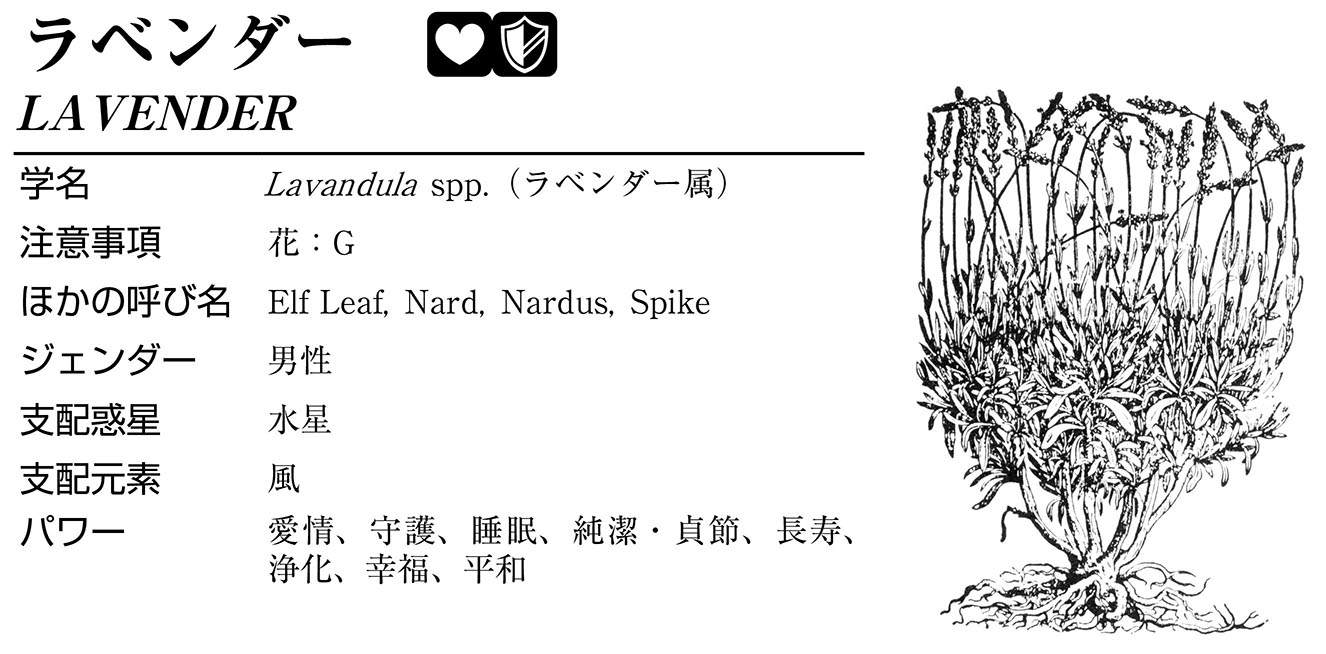 ラベンダー
LAVENDER
学名 Lavandula spp.（ラベンダー属）
注意事項 花：G
ほかの呼び名 Elf Leaf, Nard, Nardus, Spike
ジェンダー 男性
支配惑星 水星
支配元素 風
パワー 愛情、守護、睡眠、純潔・貞節、長寿、
浄化、幸福、平和